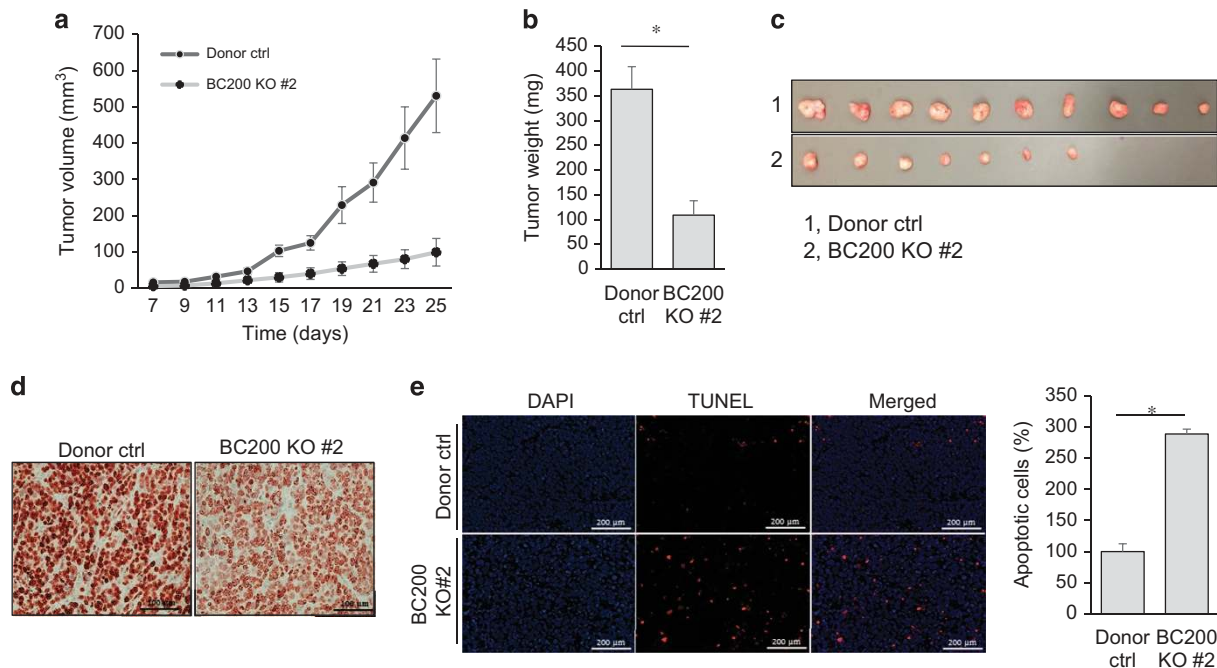 a
700
600
500
400
300
200
100
0
Tumor volume (mm³)
Donor ctrl
BC200 KO #2
7 9 11 13 15 17 19 21 23 25
Time (days)
b
*
450
400
350
300
250
200
150
100
50
0
Tumor weight (mg)
Donor ctrl
BC200 KO #2
c
1
2
1, Donor ctrl
2, BC200 KO #2
d
Donor ctrl
BC200 KO #2
100 µm
e
DAPI TUNEL Merged
Donor ctrl
200 µm 200 µm 200 µm
BC200 KO#2
200 µm 200 µm 200 µm
350
300
250
200
150
100
50
0
Apoptotic cells (%)
*
Donor ctrl
BC200 KO #2